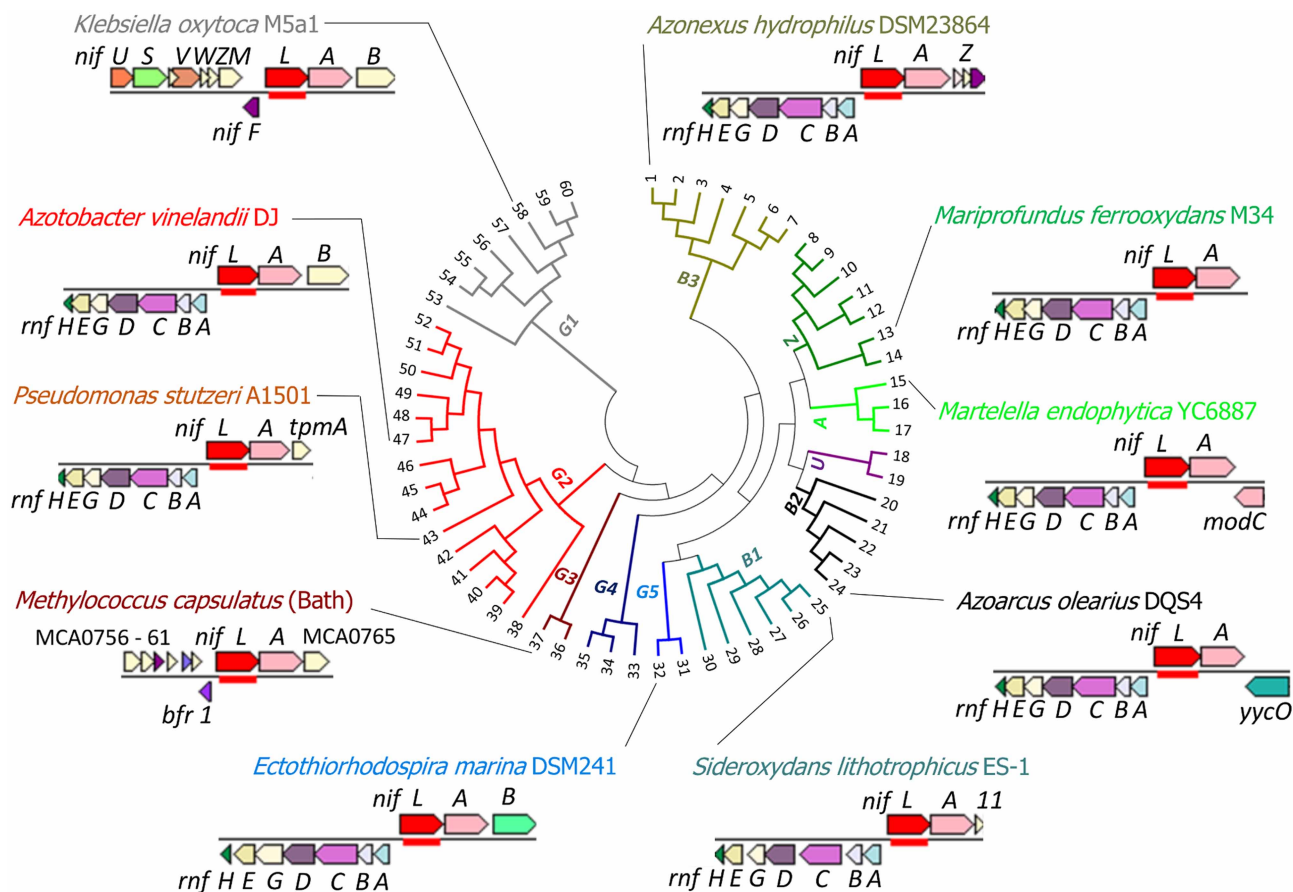 Klebsiella oxytoca M5a1
nif
U S VWZM L A B
nif F
Azonexus hydrophilus DSM23864
nif L A Z
rnf H E G D C B A
Azotobacter vinelandii DJ
nif L A B
rnf H E G D C B A
Mariprofundus ferrooxydans M34
nif L A
rnf H E G D C B A
Pseudomonas stutzeri A1501
nif L A tpmA
rnf H E G D C B A
Martelella endophytica YC6887
nif L A
rnf H E G D C B A
modC
Methylococcus capsulatus (Bath)
MCA0756 - 61 nif L A MCA0765
bfr 1
Azoarcus olearius DQS4
nif L A
rnf H E G D C B A
yycO
Ectothiorhodospira marina DSM241
nif L A B
rnf H E G D C B A
Sideroxydans lithotrophicus ES-1
nif L A 11
rnf H E G D C B A
1
2
3
4
5
6
7
8
9
10
11
12
13
14
15
16
17
18
19
20
21
22
23
24
25
26
27
28
29
30
31
32
33
34
35
36
37
38
39
40
41
42
43
44
45
46
47
48
49
50
51
52
53
54
55
56
57
58
59
60
B3
Z
A
U
B2
B1
G5
G4
G3
G2
G1